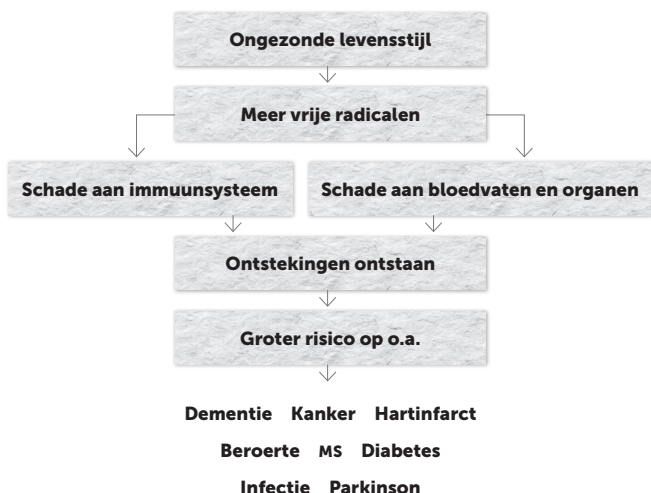 Ongezonde levensstijl
Meer vrije radicalen
Schade aan immuunsysteem
Schade aan bloedvaten en organen
Ontstekingen ontstaan
Groter risico op o.a.
Dementie Kanker Hartinfarct
Beroerte MS Diabetes
Infectie Parkinson